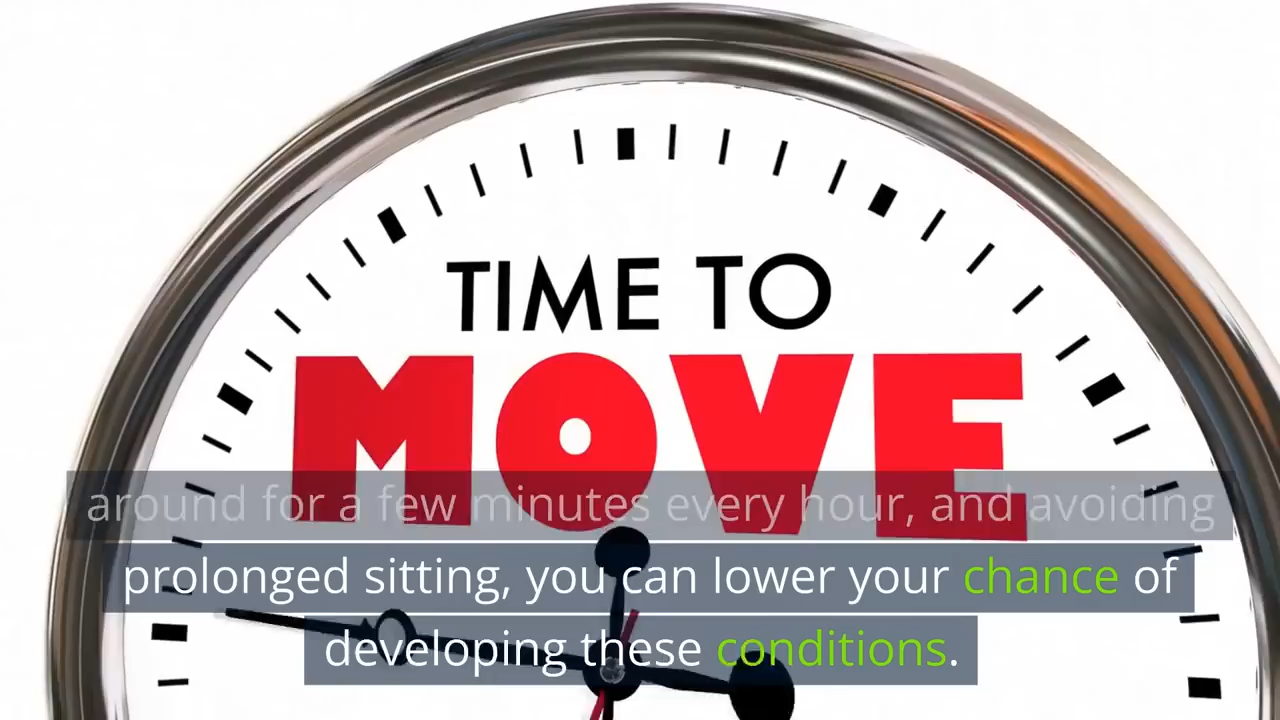 TIME TO
MOVE
around for a few minutes every hour, and avoiding
prolonged sitting, you can lower your chance of
developing these conditions.